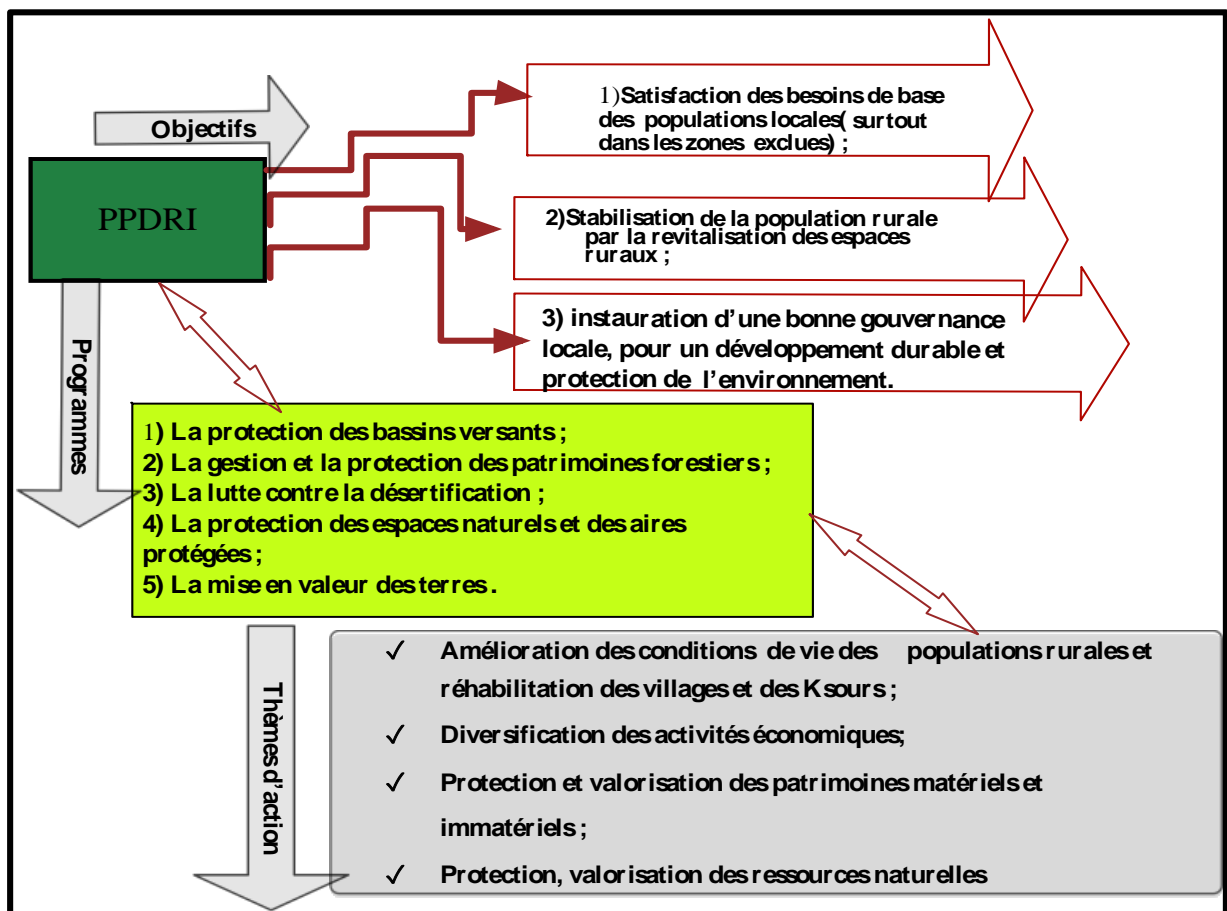 Objectifs
1)Satisfaction des besoins de base
des populations locales( surtout
dans les zones exclues) ;
PPDRI
2)Stabilisation de la population rurale
par la revitalisation des espaces
ruraux ;
3) instauration d’une bonne gouvernance
locale, pour un développement durable et
protection de l’environnement.
Programmes
1) La protection des bassins versants ;
2) La gestion et la protection des patrimoines forestiers ;
3) La lutte contre la désertification ;
4) La protection des espaces naturels et des aires
protégées ;
5) La mise en valeur des terres .
Thèmes d’action
✓ Amélioration des conditions de vie des populations rurales et
réhabilitation des villages et des Ksours ;
✓ Diversification des activités économiques;
✓ Protection et valorisation des patrimoines matériels et
immatériels ;
✓ Protection, valorisation des ressources naturelles